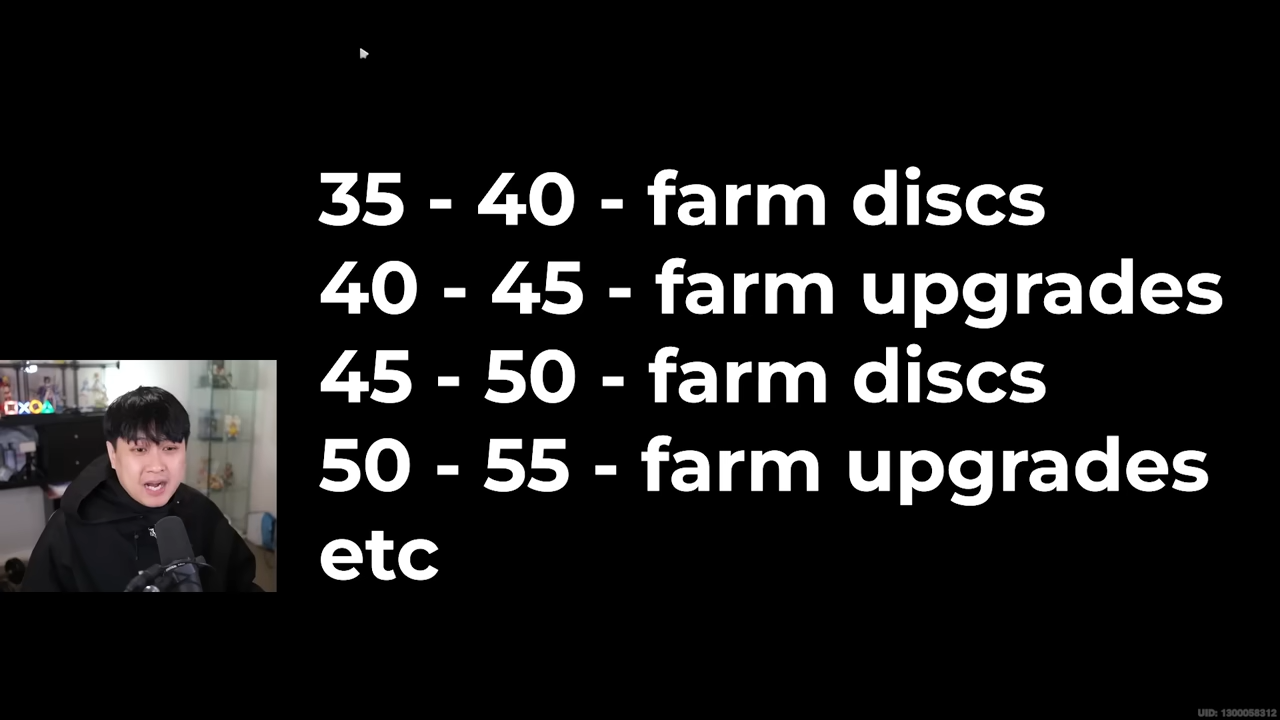 35 - 40 - farm discs
40 - 45 - farm upgrades
45 - 50 - farm discs
50 - 55 - farm upgrades
etc
UID: 1300058312